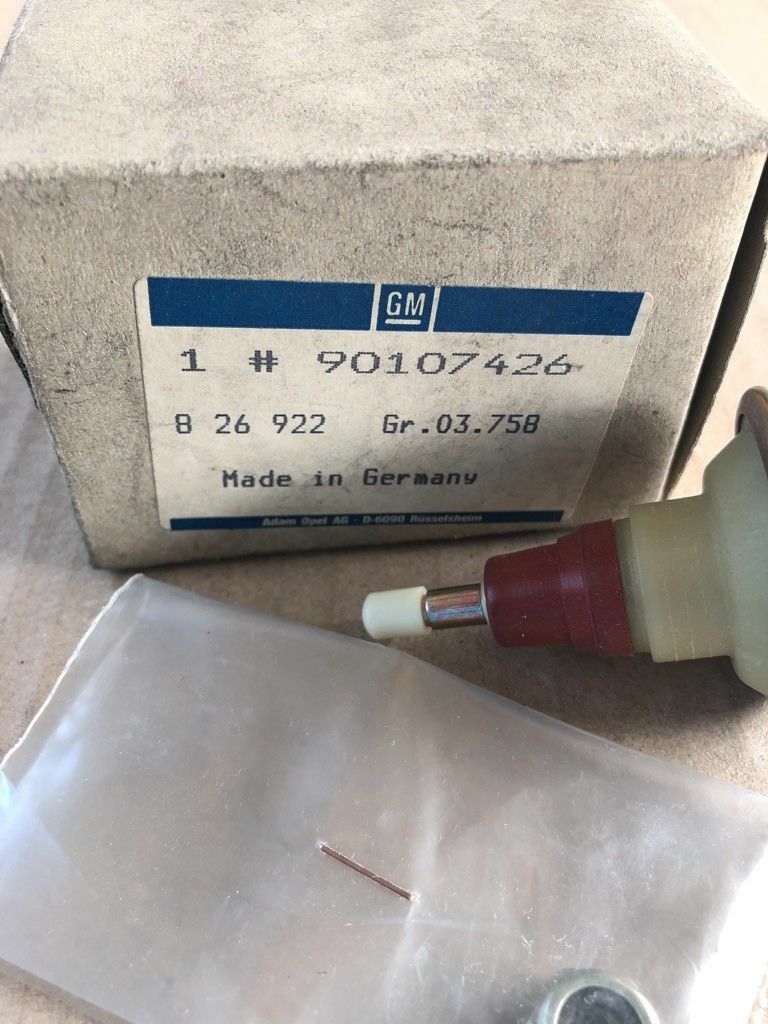 GM
1 # 90107426
8 26 922 Gr.03.758
Made in Germany
Adam Opel AG · D-6090 Rüsselsheim